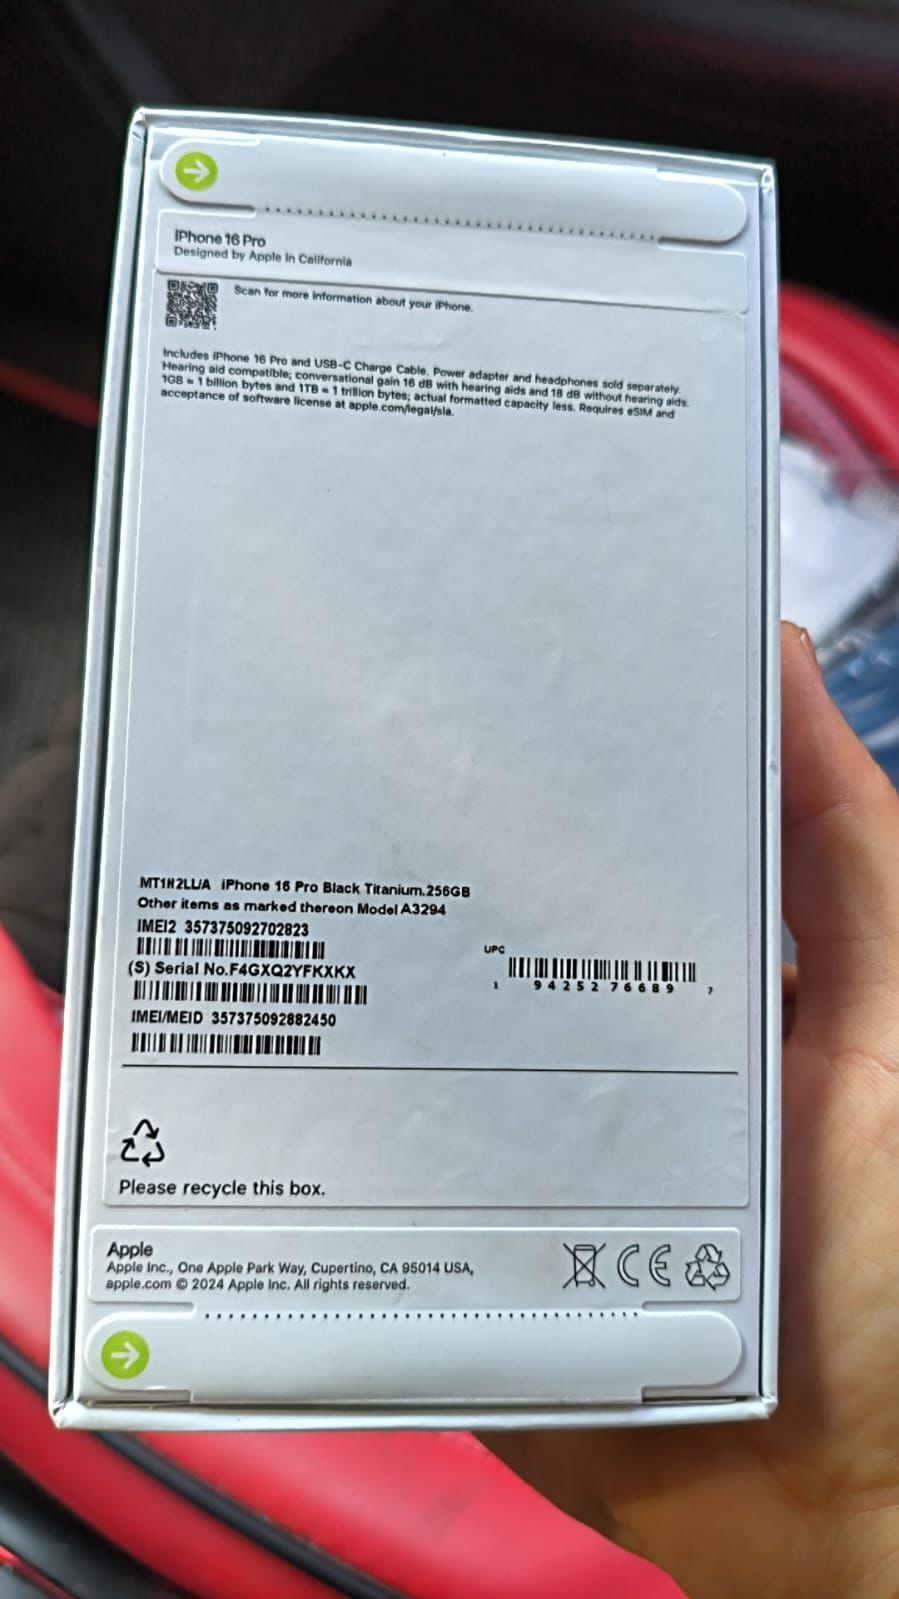 iPhone 16 Pro
Designed by Apple in California
Scan for more information about your iPhone.
Includes iPhone 16 Pro and USB-C Charge Cable. Power adapter and headphones sold separately.
Hearing aid compatible; conversational gain 16 dB with hearing aids and 18 dB without hearing aids.
1GB = 1 billion bytes and 1TB = 1 trillion bytes; actual formatted capacity less. Requires eSIM and
acceptance of software license at apple.com/legal/sla.
MT1H2LL/A iPhone 16 Pro Black Titanium.256GB
Other items as marked thereon Model A3294
IMEI2 357375092702823
(S) Serial No.F4GXQ2YFKXKX
IMEI/MEID 357375092882450
UPC
1 94252 76689 7
Please recycle this box.
Apple
Apple Inc., One Apple Park Way, Cupertino, CA 95014 USA,
apple.com © 2024 Apple Inc. All rights reserved.
CE